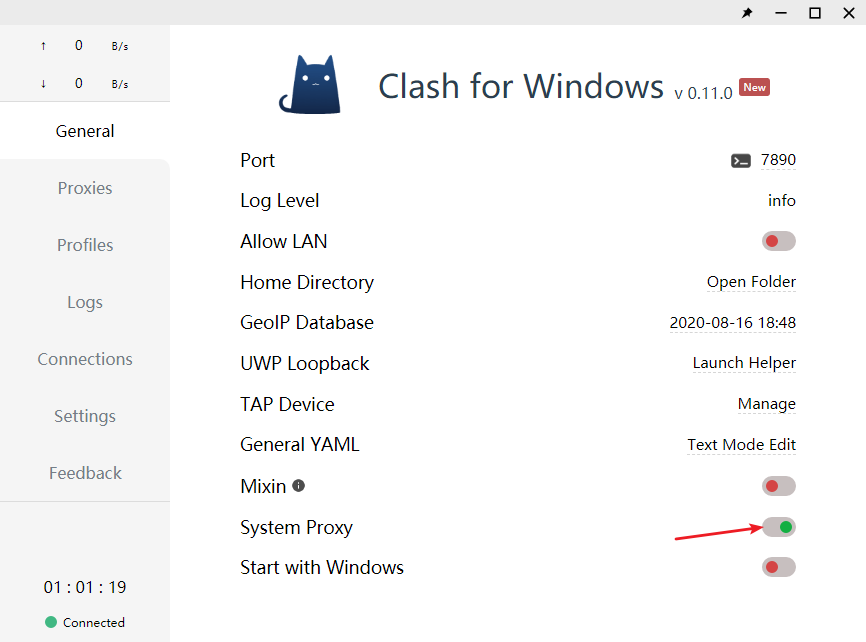 ↑ 0 B/s
↓ 0 B/s
General
Proxies
Profiles
Logs
Connections
Settings
Feedback
01 : 01 : 19
Connected
Clash for Windows v 0.11.0 New
Port 7890
Log Level info
Allow LAN
Home Directory Open Folder
GeoIP Database 2020-08-16 18:48
UWP Loopback Launch Helper
TAP Device Manage
General YAML Text Mode Edit
Mixin
System Proxy
Start with Windows